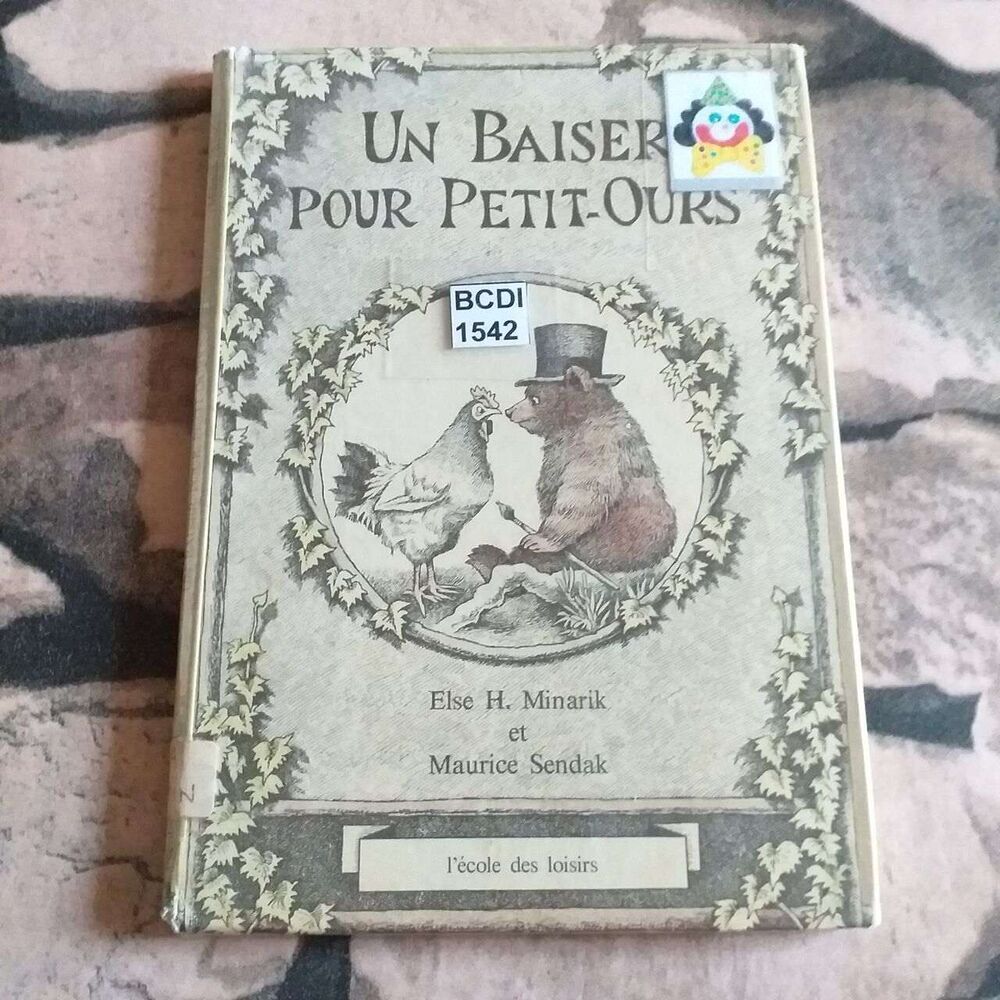 UN BAISER
POUR PETIT-OURS
BCDI
1542
Else H. Minarik
et
Maurice Sendak
Z
l'école des loisirs